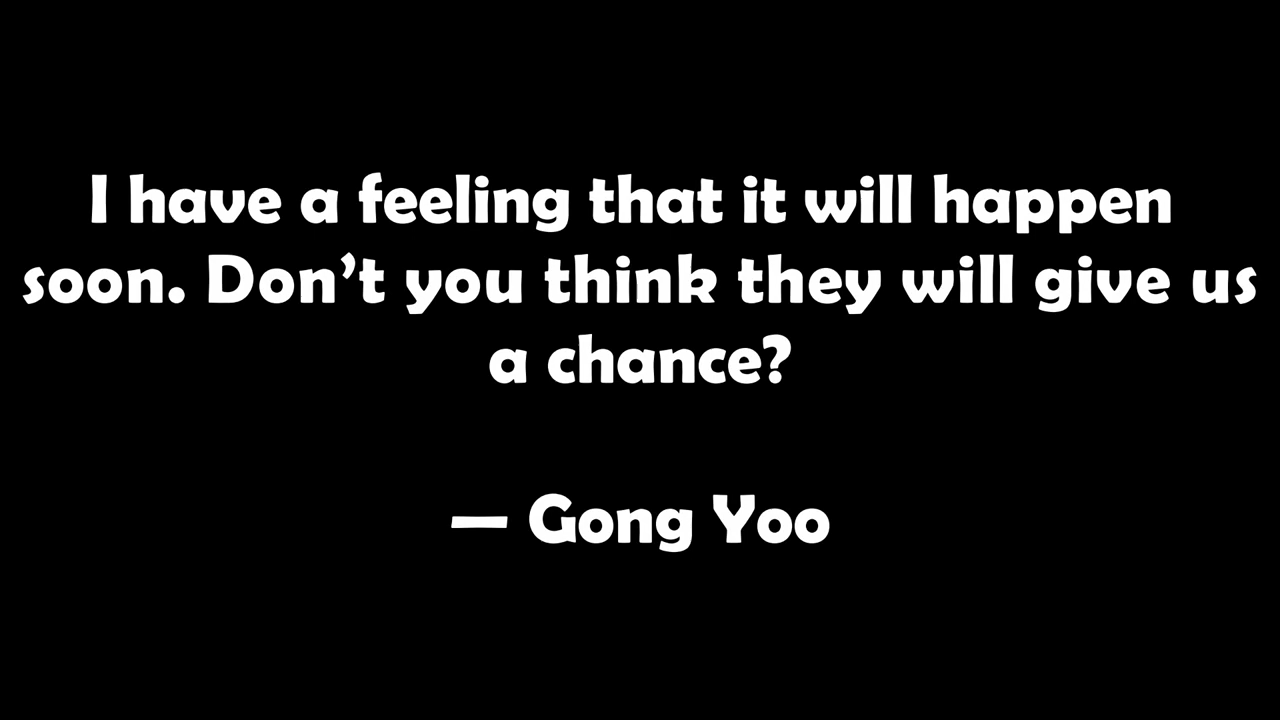 I have a feeling that it will happen
soon. Don’t you think they will give us
a chance?
— Gong Yoo